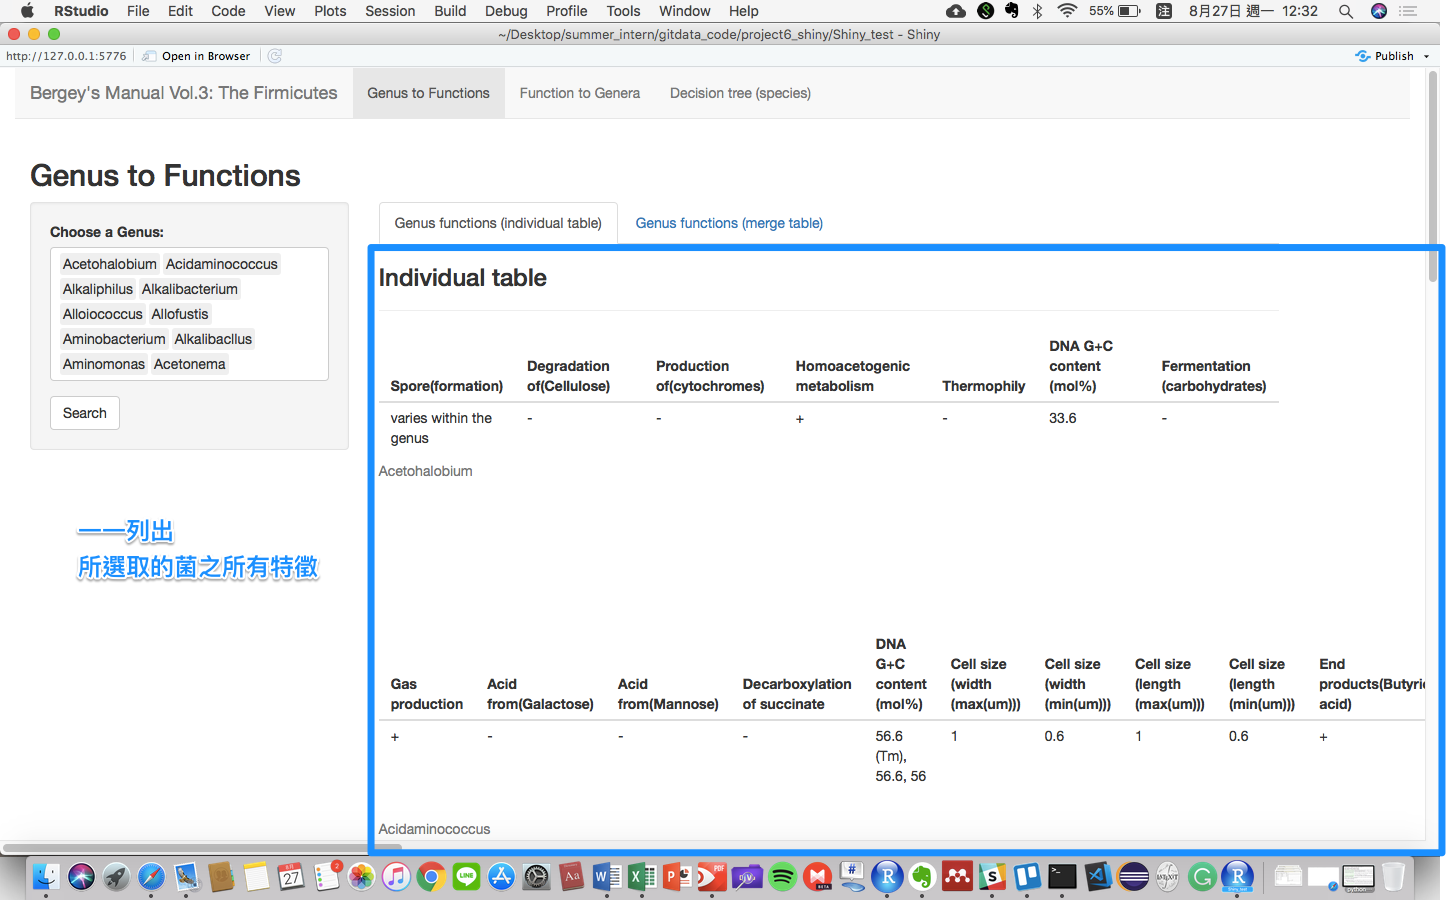 RStudio File Edit Code View Plots Session Build Debug Profile Tools Window Help 55% 注 8月27日 週一 12:32
~/Desktop/summer_intern/gitdata_code/project6_shiny/Shiny_test - Shiny
http://127.0.0.1:5776 Open in Browser Publish
Bergey's Manual Vol.3: The Firmicutes Genus to Functions Function to Genera Decision tree (species)
Genus to Functions
Choose a Genus:
Acetohalobium Acidaminococcus
Alkaliphilus Alkalibacterium
Alloiococcus Allofustis
Aminobacterium Alkalibacllus
Aminomonas Acetonema
Search
一一列出
所選取的菌之所有特徵
Genus functions (individual table) Genus functions (merge table)
Individual table
Spore(formation) Degradation of(Cellulose) Production of(cytochromes) Homoacetogenic metabolism Thermophily DNA G+C content (mol%) Fermentation (carbohydrates)
varies within the genus - - + - 33.6 -
Acetohalobium
Gas production Acid from(Galactose) Acid from(Mannose) Decarboxylation of succinate DNA G+C content (mol%) Cell size (width (max(um))) Cell size (width (min(um))) Cell size (length (max(um))) Cell size (length (min(um))) End products(Butyric acid)
+ - - - 56.6 (Tm), 56.6, 56 1 0.6 1 0.6 +
Acidaminococcus